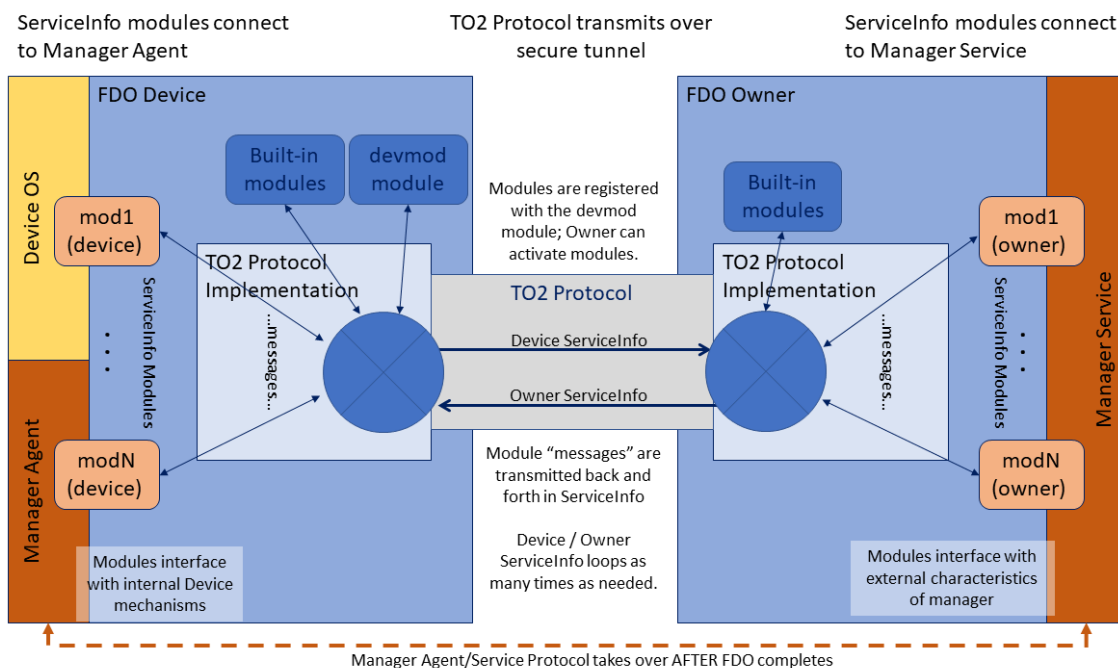 ServiceInfo modules connect
to Manager Agent
TO2 Protocol transmits over
secure tunnel
ServiceInfo modules connect
to Manager Service
FDO Device
Device OS
Manager Agent
Built-in
modules
devmod
module
mod1
(device)
ServiceInfo Modules
. . .
modN
(device)
TO2 Protocol
Implementation
...messages...
Modules interface
with internal Device
mechanisms
Modules are registered
with the devmod
module; Owner can
activate modules.
TO2 Protocol
Device ServiceInfo
Owner ServiceInfo
Module “messages” are
transmitted back and
forth in ServiceInfo
Device / Owner
ServiceInfo loops as
many times as needed.
FDO Owner
Built-in
modules
TO2 Protocol
Implementation
...messages...
mod1
(owner)
ServiceInfo Modules
. . .
modN
(owner)
Manager Service
Modules interface with
external characteristics
of manager
Manager Agent/Service Protocol takes over AFTER FDO completes